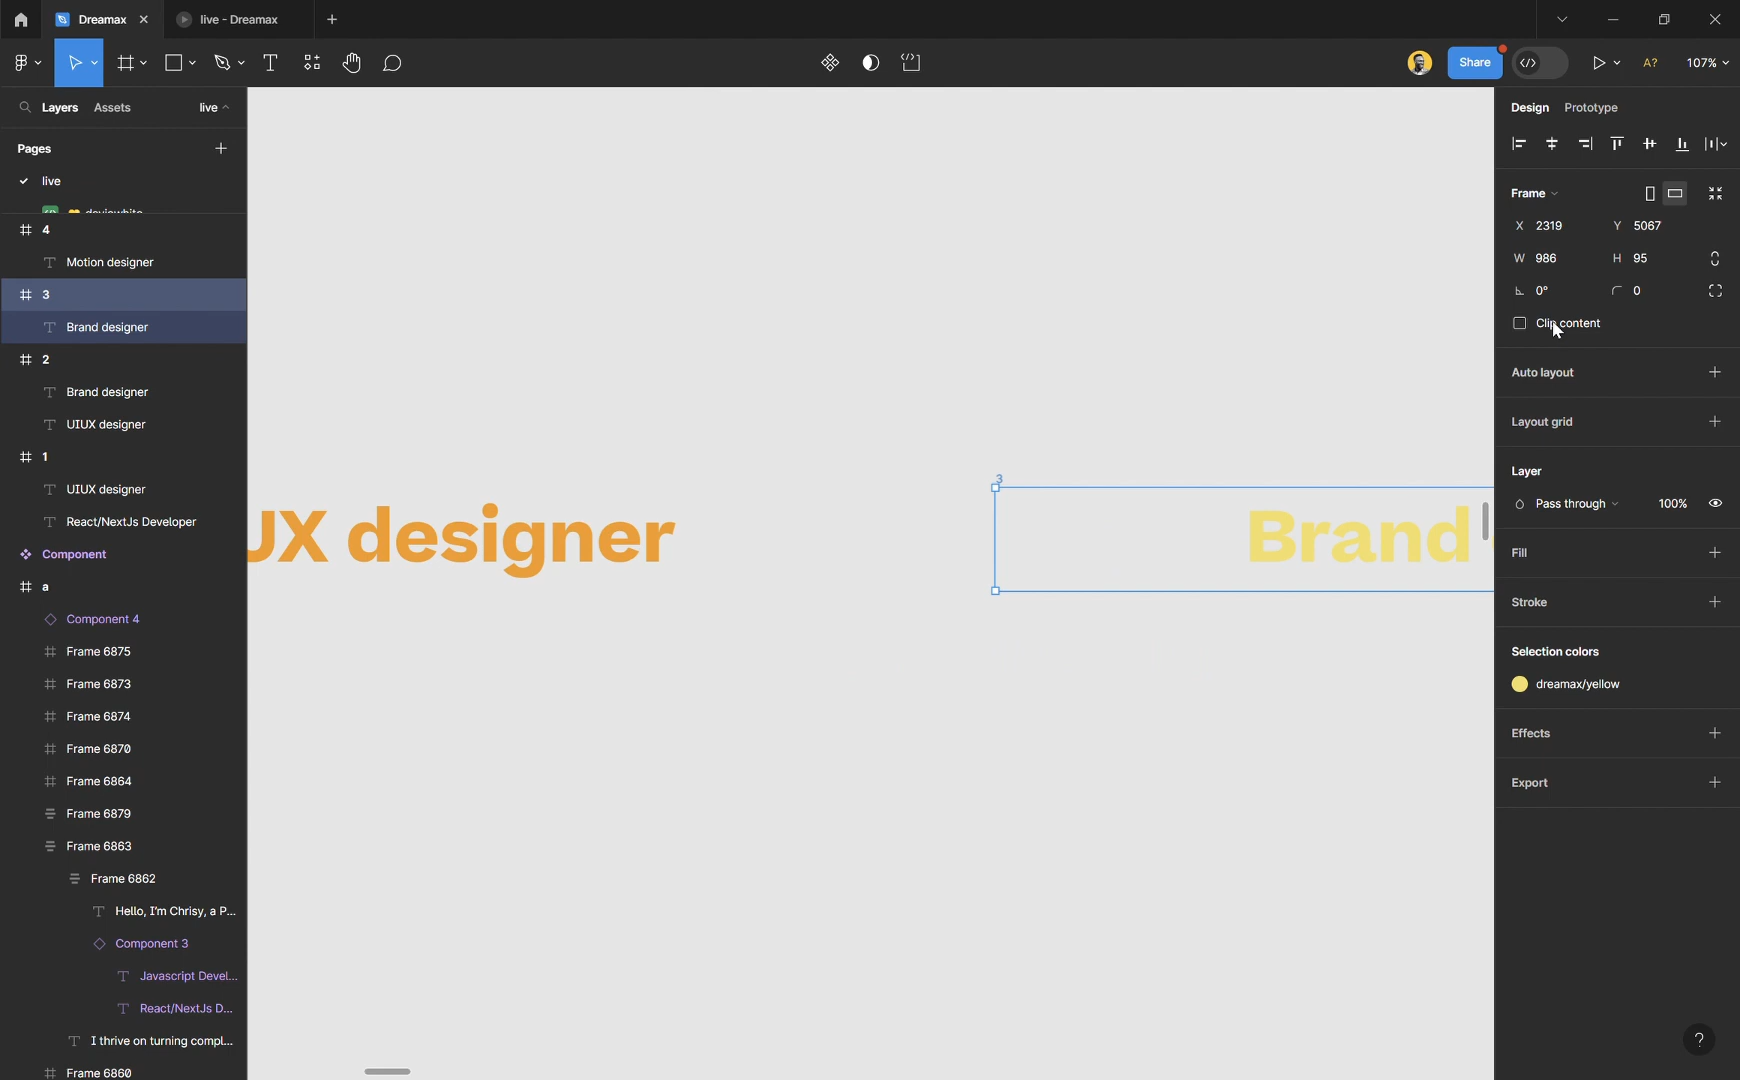 Dreamax
live - Dreamax
Share
A?
107%
Layers Assets live
Pages
live
4
Motion designer
3
Brand designer
2
Brand designer
UIUX designer
1
UIUX designer
React/NextJs Developer
Component
a
Component 4
Frame 6875
Frame 6873
Frame 6874
Frame 6870
Frame 6864
Frame 6879
Frame 6863
Frame 6862
Hello, I'm Chrisy, a P...
Component 3
Javascript Devel...
React/NextJs D...
I thrive on turning compl...
Frame 6860
UX designer
3
Brand
Design Prototype
Frame
X 2319 Y 5067
W 986 H 95
0° 0
Clip content
Auto layout
Layout grid
Layer
Pass through 100%
Fill
Stroke
Selection colors
dreamax/yellow
Effects
Export
?